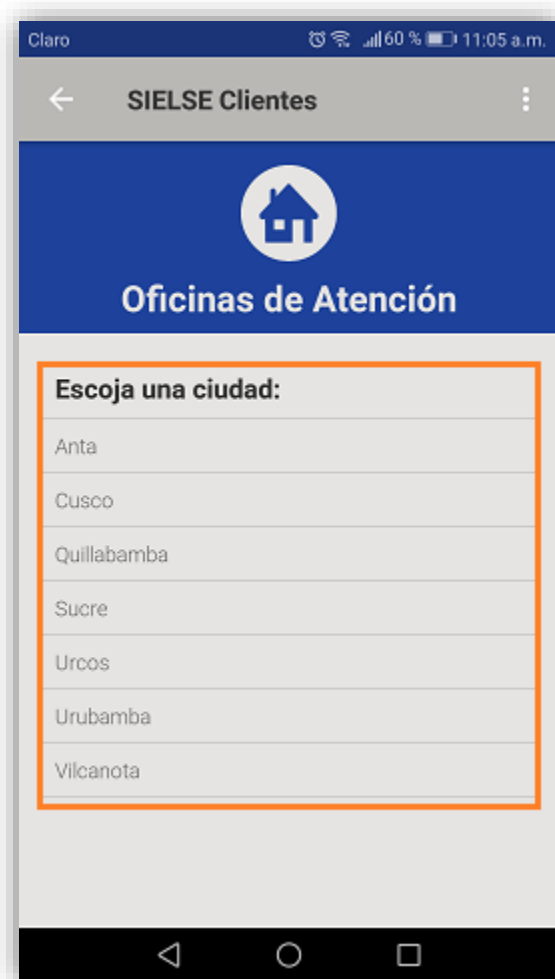 Claro 60 % 11:05 a.m.
SIELSE Clientes
Oficinas de Atención
Escoja una ciudad:
Anta
Cusco
Quillabamba
Sucre
Urcos
Urubamba
Vilcanota